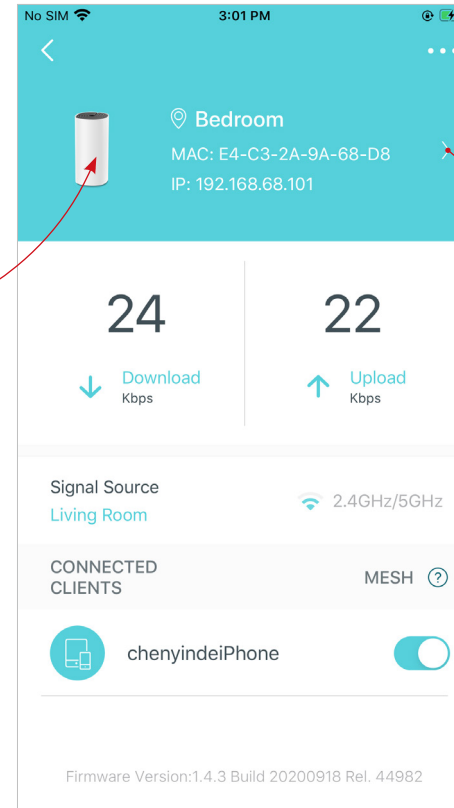 No SIM 3:01 PM
Bedroom
MAC: E4-C3-2A-9A-68-D8
IP: 192.168.68.101
24 22
Download Upload
Kbps Kbps
Signal Source
Living Room
2.4GHz/5GHz
CONNECTED
CLIENTS
MESH ?
chenyindeiPhone
Firmware Version:1.4.3 Build 20200918 Rel. 44982